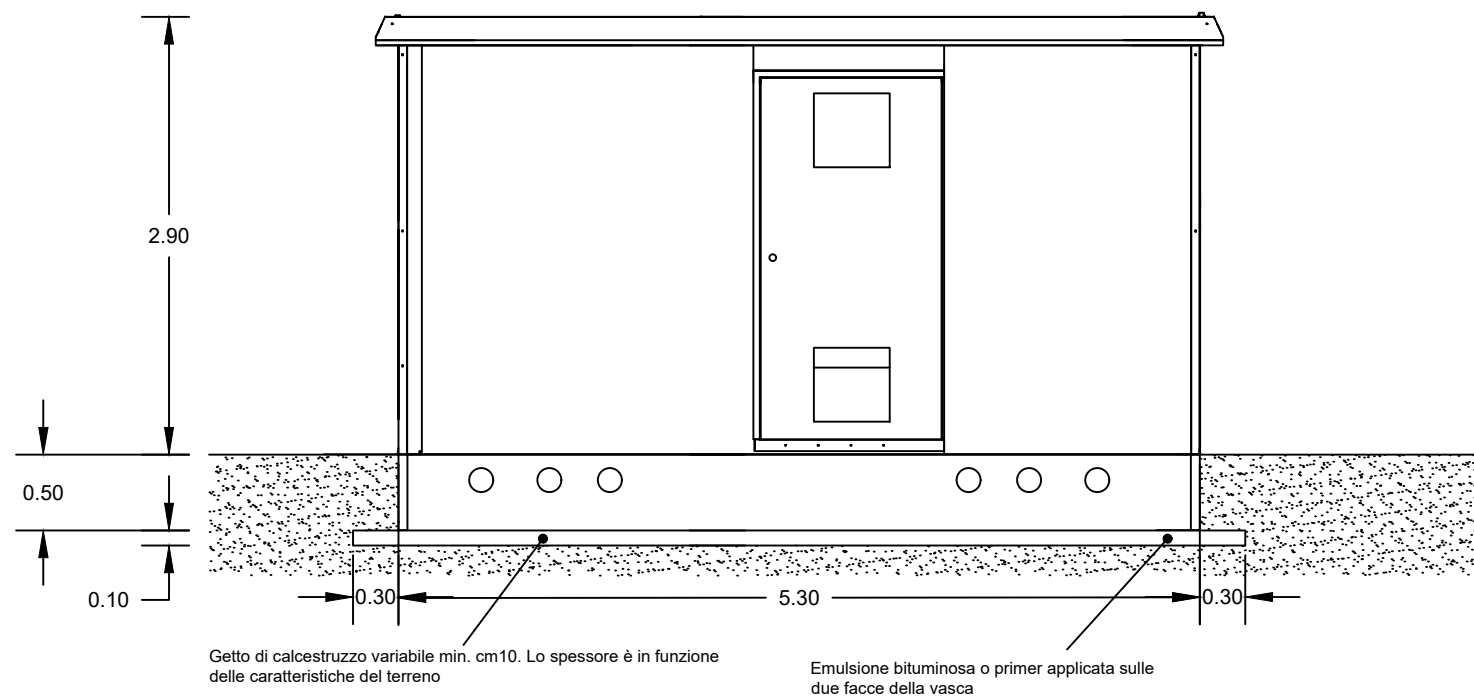 2.90
0.50
0.10
0.30
5.30
0.30
Getto di calcestruzzo variabile min. cm10. Lo spessore è in funzione
delle caratteristiche del terreno
Emulsione bituminosa o primer applicata sulle
due facce della vasca